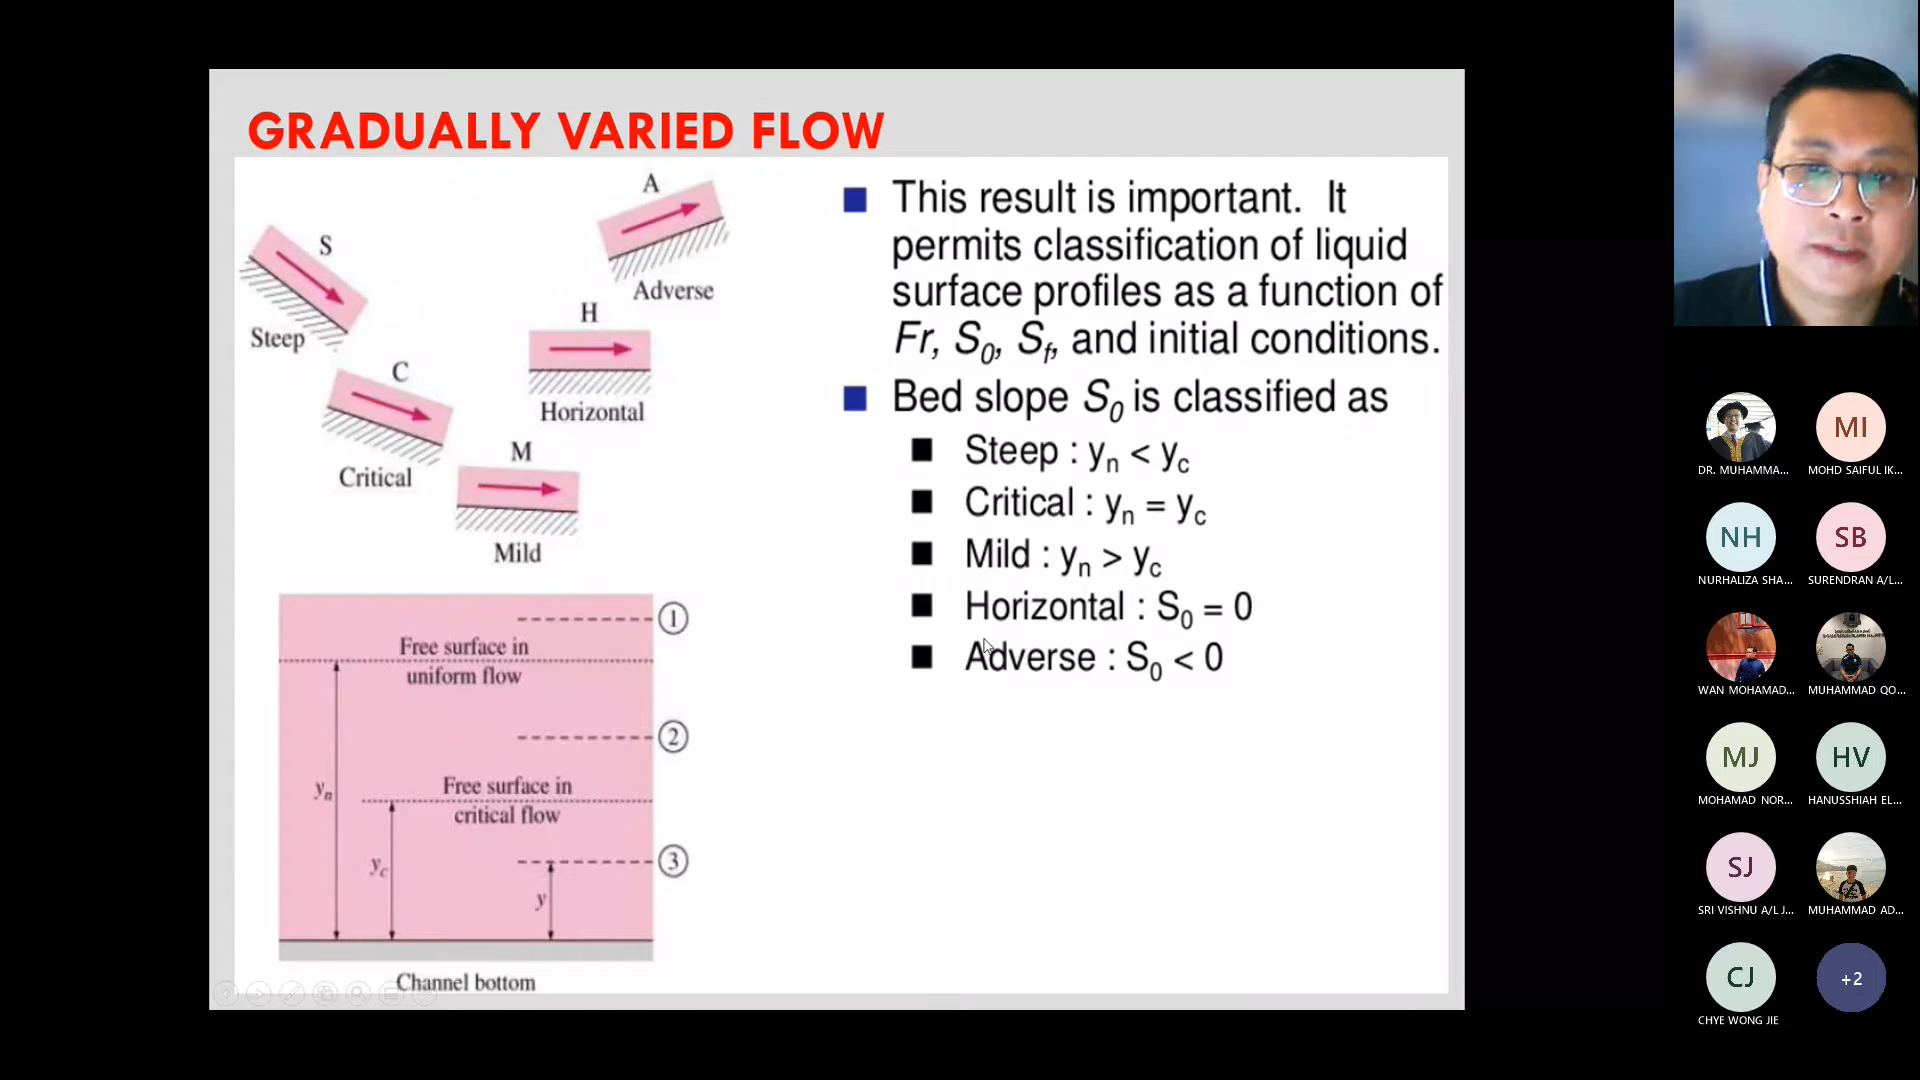 GRADUALLY VARIED FLOW
S
Steep
C
Critical
M
Mild
H
Horizontal
A
Adverse
Free surface in
uniform flow
Free surface in
critical flow
yn
yc
y
1
2
3
Channel bottom
This result is important. It
permits classification of liquid
surface profiles as a function of
Fr, S0, Sf, and initial conditions.
Bed slope S0 is classified as
Steep : yn < yc
Critical : yn = yc
Mild : yn > yc
Horizontal : S0 = 0
Adverse : S0 < 0
DR. MUHAMMA...
MI
MOHD SAIFUL IK...
NH
NURHALIZA SHA...
SB
SURENDRAN A/L...
WAN MOHAMAD...
MUHAMMAD QO...
MJ
MOHAMAD NOR...
HV
HANUSSHIAH EL...
SJ
SRI VISHNU A/L J...
MUHAMMAD AD...
CJ
CHYE WONG JIE
+2